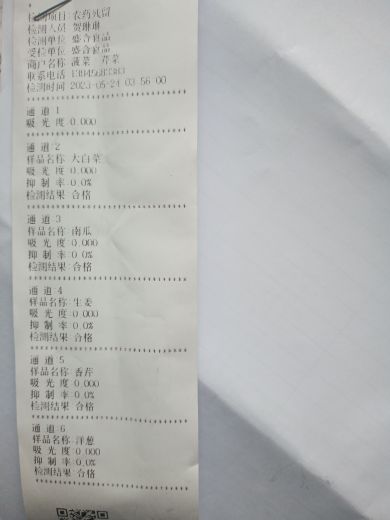 检测项目 农药残留
检测人员 贺琳琳
检测单位 盛合食品
受检单位 盛合食品
商户名称 菠菜 芹菜
联系电话
检测时间 2023-05-24 03 56 00
通 道 1
吸 光 度 0.000
通 道 2
样品名称 大白菜
吸 光 度 0.000
抑 制 率 0.0%
检测结果 合格
通 道 3
样品名称 南瓜
吸 光 度 0.000
抑 制 率 0.0%
检测结果 合格
通 道 4
样品名称 生姜
吸 光 度 0.000
抑 制 率 0.0%
检测结果 合格
通 道 5
样品名称 香芹
吸 光 度 0.000
抑 制 率 0.0%
检测结果 合格
通 道 6
样品名称 洋葱
吸 光 度 0.000
抑 制 率 0.0%
检测结果 合格